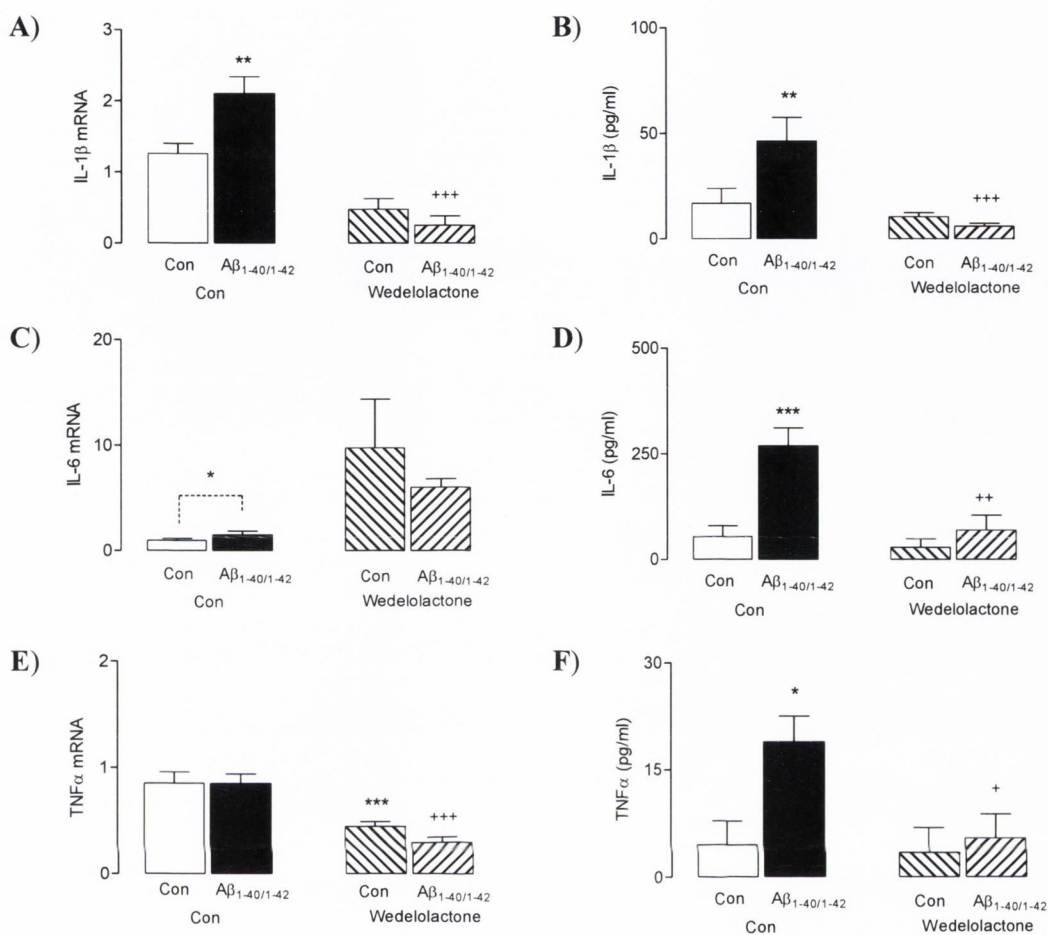 A)
3
2
1
0
IL-1β mRNA
**
+++
Con Aβ1-40/1-42 Con Aβ1-40/1-42
Con Wedelolactone
B)
100
50
0
IL-1β (pg/ml)
**
+++
Con Aβ1-40/1-42 Con Aβ1-40/1-42
Con Wedelolactone
C)
20
10
0
IL-6 mRNA
*
Con Aβ1-40/1-42 Con Aβ1-40/1-42
Con Wedelolactone
D)
500
250
0
IL-6 (pg/ml)
***
++
Con Aβ1-40/1-42 Con Aβ1-40/1-42
Con Wedelolactone
E)
2
1
0
TNFα mRNA
***
+++
Con Aβ1-40/1-42 Con Aβ1-40/1-42
Con Wedelolactone
F)
30
15
0
TNFα (pg/ml)
*
+
Con Aβ1-40/1-42 Con Aβ1-40/1-42
Con Wedelolactone